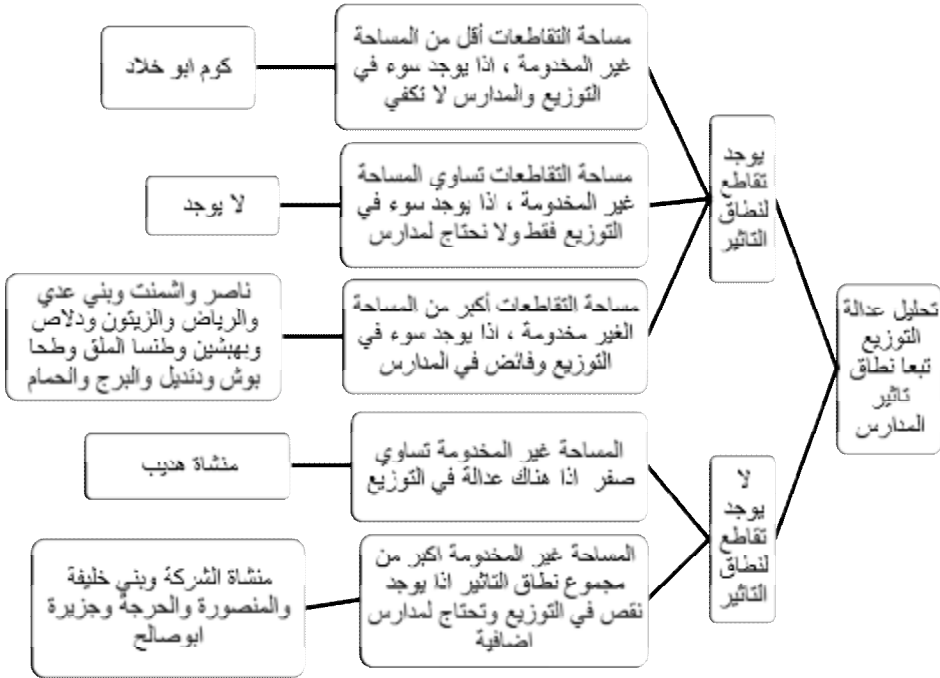 تحليل عدالة
التوزيع
تبعا نطاق
تاثير
المدارس
يوجد
تقاطع
لنطاق
التاثير
مساحة التقاطعات أقل من المساحة
غير المخدومة ، اذا يوجد سوء في
التوزيع والمدارس لا تكفي
كوم ابو خلاد
مساحة التقاطعات تساوي المساحة
غير المخدومة ، اذا يوجد سوء في
التوزيع فقط ولا نحتاج لمدارس
لا يوجد
مساحة التقاطعات أكبر من المساحة
الغير مخدومة ، اذا يوجد سوء في
التوزيع وفائض في المدارس
ناصر واشمنت وبني عدي
والرياض والزيتون ودلاص
وبهبشين وطنسا الملق وطحا
بوش ودنديل والبرج والحمام
لا
يوجد
تقاطع
لنطاق
التاثير
المساحة غير المخدومة تساوي
صفر اذا هناك عدالة في التوزيع
منشاة هديب
المساحة غير المخدومة اكبر من
مجموع نطاق التاثير اذا يوجد
نقص في التوزيع وتحتاج لمدارس
اضافية
منشاة الشركة وبني خليفة
والمنصورة والحرجة وجزيرة
ابوصالح